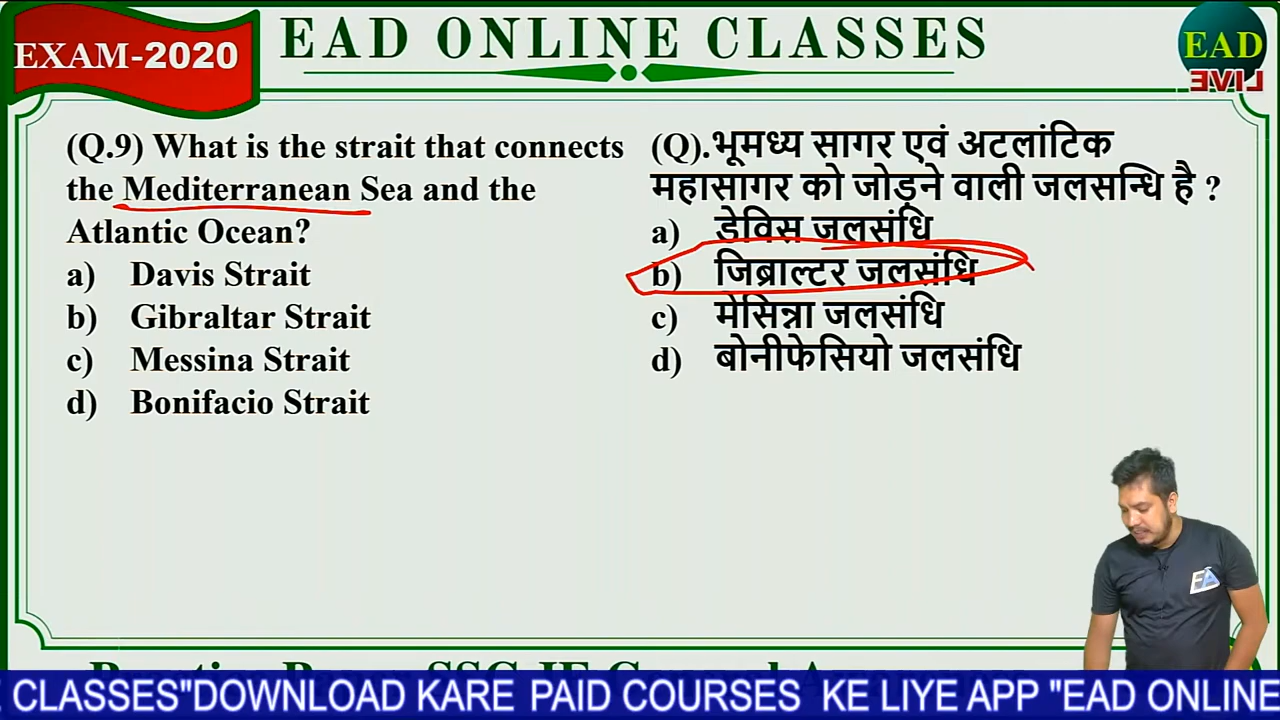 EXAM-2020
EAD ONLINE CLASSES
EAD
LIVE
(Q.9) What is the strait that connects
the Mediterranean Sea and the
Atlantic Ocean?
a) Davis Strait
b) Gibraltar Strait
c) Messina Strait
d) Bonifacio Strait
(Q).भूमध्य सागर एवं अटलांटिक
महासागर को जोड़ने वाली जलसन्धि है ?
a) डेविस जलसंधि
b) जिब्राल्टर जलसंधि
c) मेसिन्ना जलसंधि
d) बोनीफेसियो जलसंधि
CLASSES"DOWNLOAD KARE PAID COURSES KE LIYE APP "EAD ONLINE